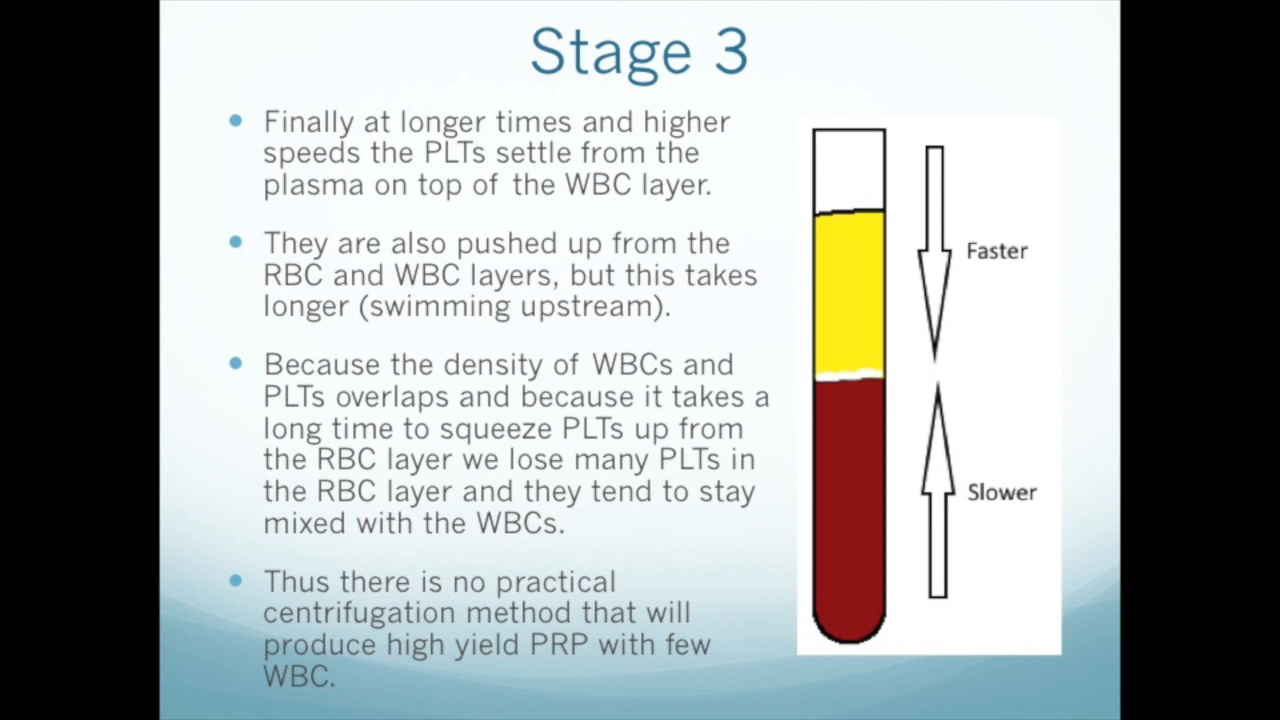 Stage 3
• Finally at longer times and higher
speeds the PLTs settle from the
plasma on top of the WBC layer.
• They are also pushed up from the
RBC and WBC layers, but this takes
longer (swimming upstream).
• Because the density of WBCs and
PLTs overlaps and because it takes a
long time to squeeze PLTs up from
the RBC layer we lose many PLTs in
the RBC layer and they tend to stay
mixed with the WBCs.
• Thus there is no practical
centrifugation method that will
produce high yield PRP with few
WBC.
Faster
Slower